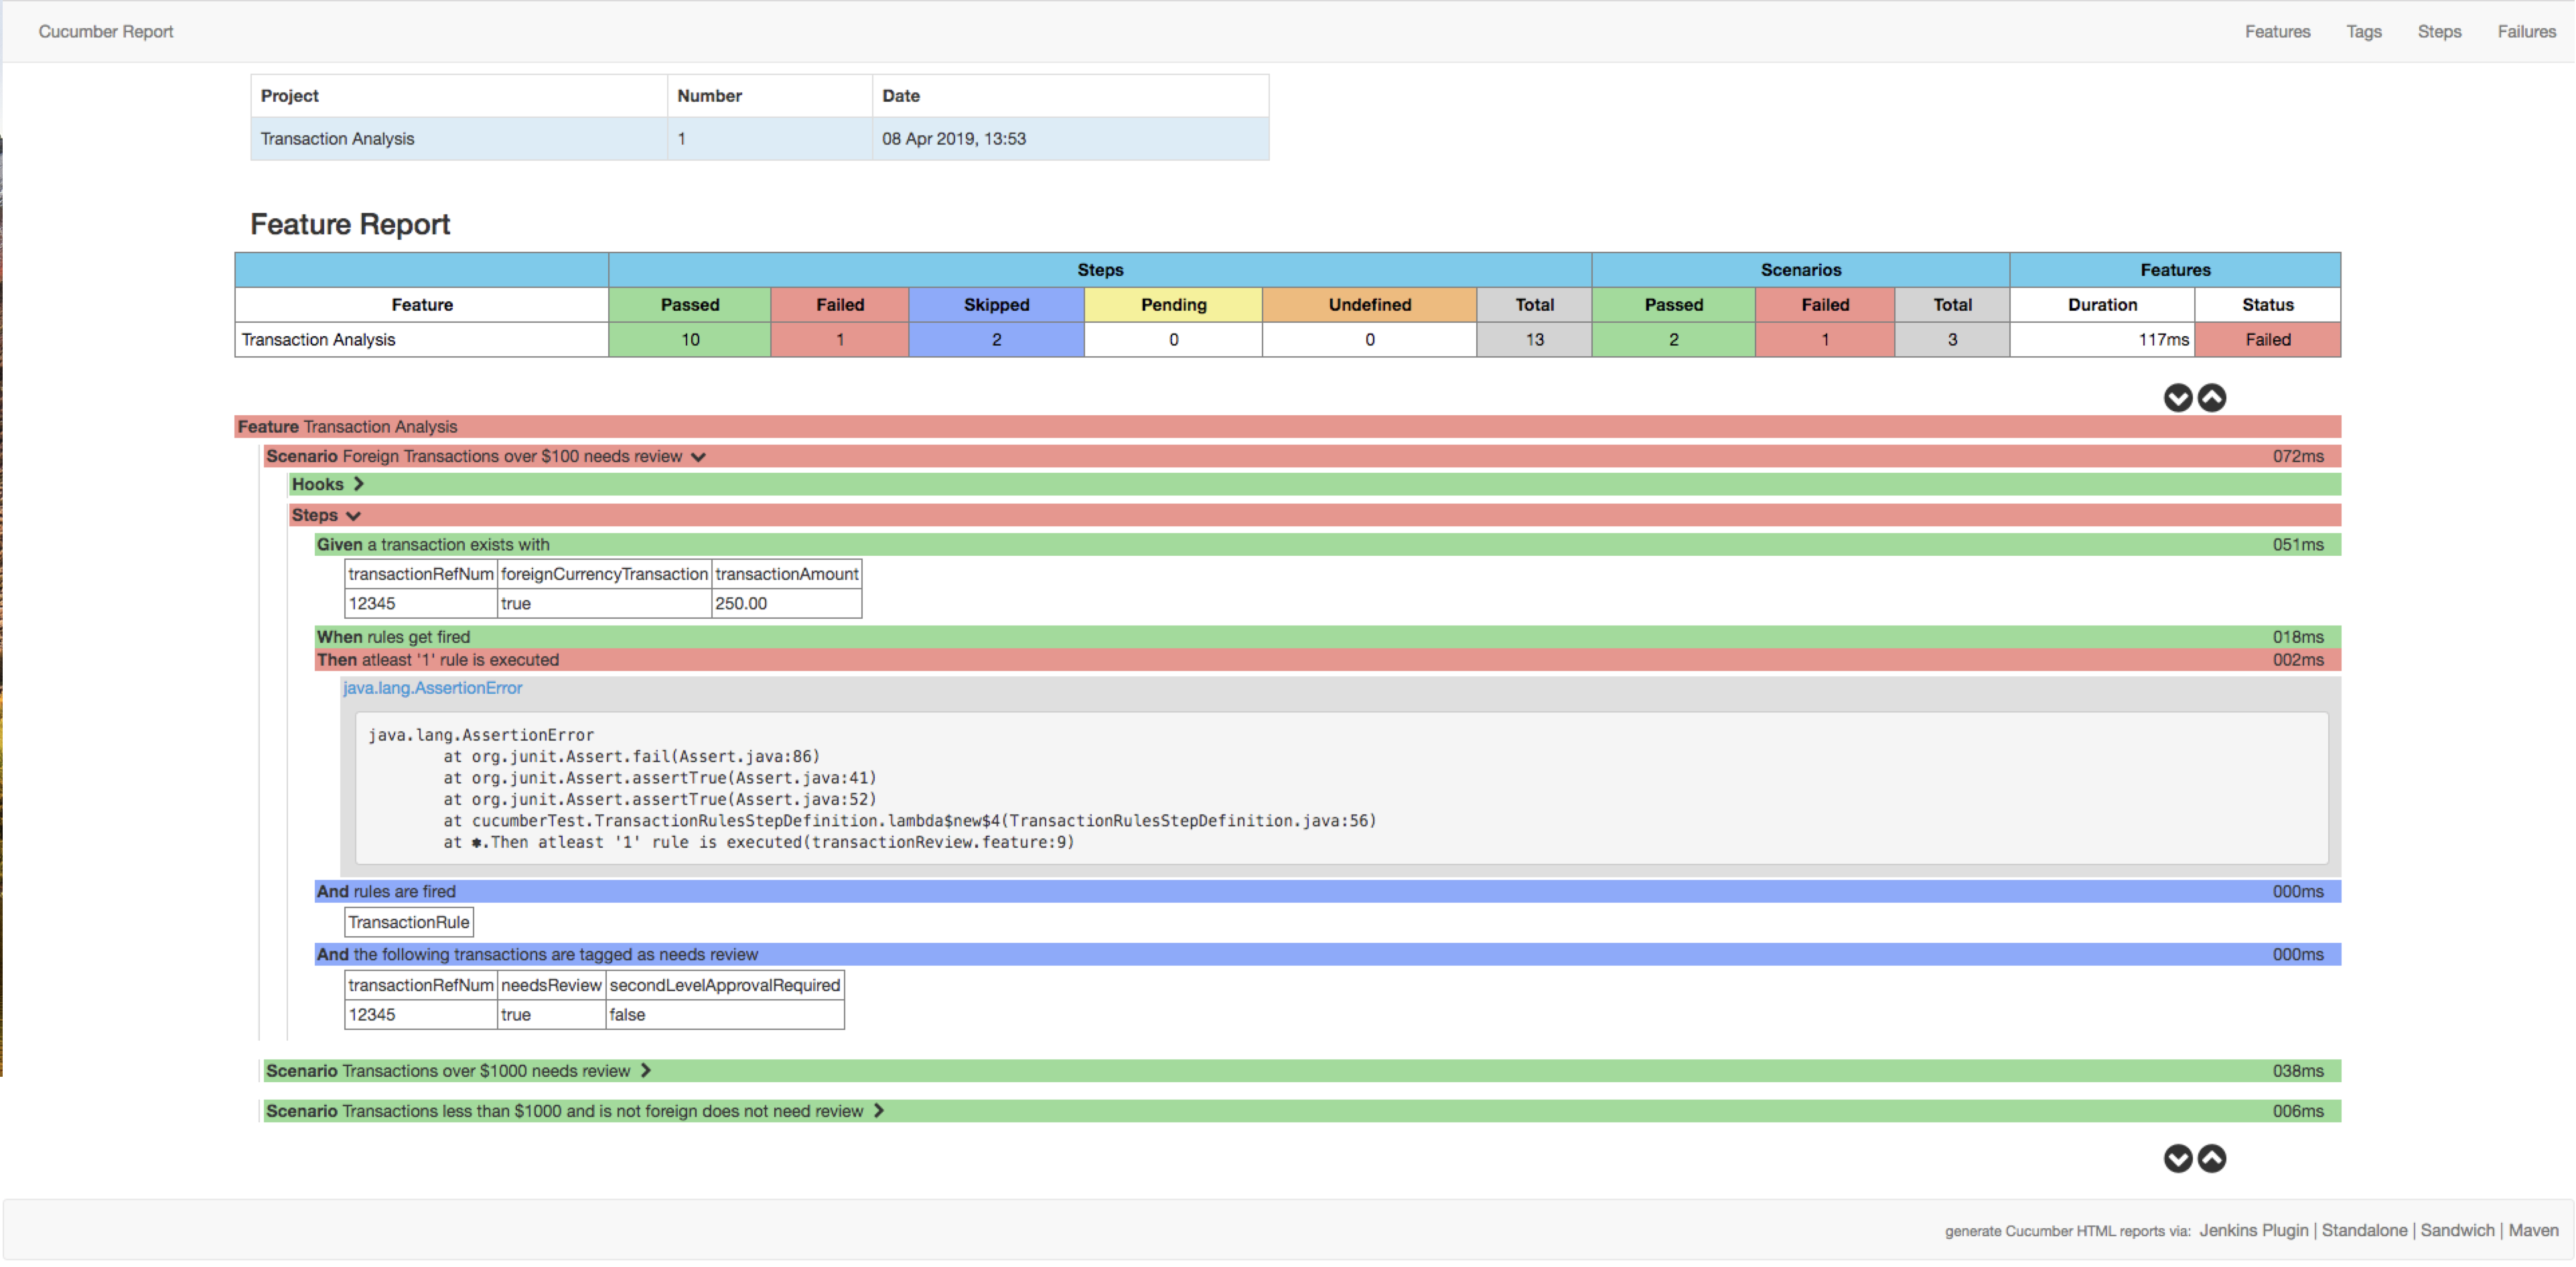 Cucumber Report Features Tags Steps Failures
Project Number Date
Transaction Analysis 1 08 Apr 2019, 13:53
Feature Report
Steps Scenarios Features
Feature Passed Failed Skipped Pending Undefined Total Passed Failed Total Duration Status
Transaction Analysis 10 1 2 0 0 13 2 1 3 117ms Failed
Feature Transaction Analysis
Scenario Foreign Transactions over $100 needs review 072ms
Hooks
Steps
Given a transaction exists with 051ms
transactionRefNum foreignCurrencyTransaction transactionAmount
12345 true 250.00
When rules get fired 018ms
Then atleast '1' rule is executed 002ms
java.lang.AssertionError
java.lang.AssertionError
at org.junit.Assert.fail(Assert.java:86)
at org.junit.Assert.assertTrue(Assert.java:41)
at org.junit.Assert.assertTrue(Assert.java:52)
at cucumberTest.TransactionRulesStepDefinition.lambda$new$4(TransactionRulesStepDefinition.java:56)
at ✽.Then atleast '1' rule is executed(transactionReview.feature:9)
And rules are fired 000ms
TransactionRule
And the following transactions are tagged as needs review 000ms
transactionRefNum needsReview secondLevelApprovalRequired
12345 true false
Scenario Transactions over $1000 needs review 038ms
Scenario Transactions less than $1000 and is not foreign does not need review 006ms
generate Cucumber HTML reports via: Jenkins Plugin | Standalone | Sandwich | Maven